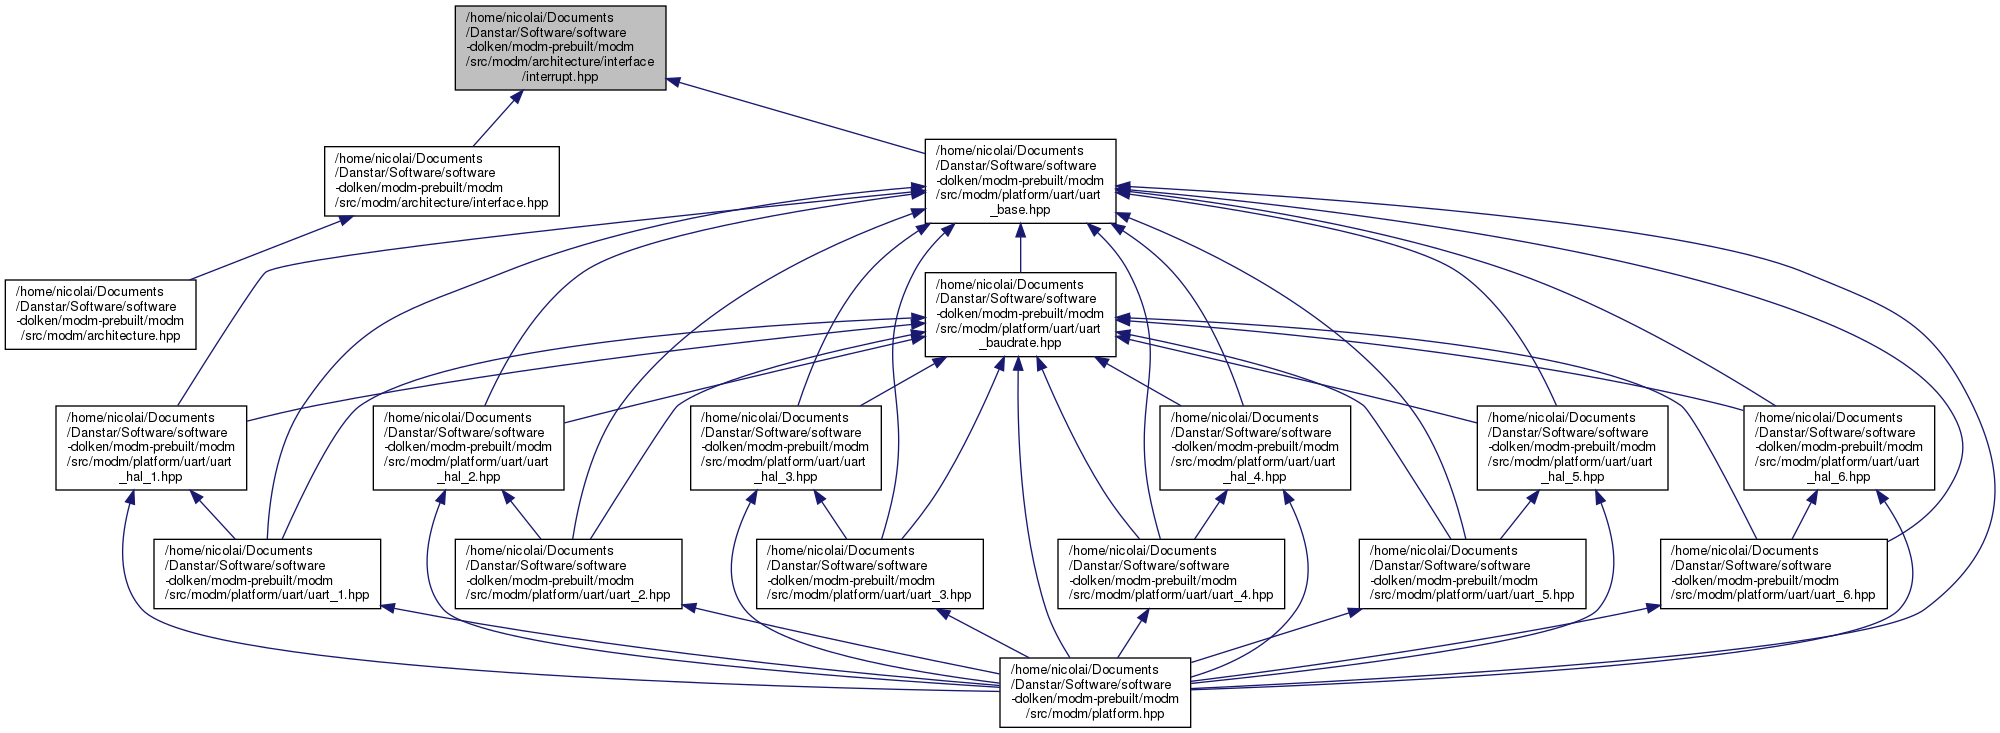 /home/nicolai/Documents
/Danstar/Software/software
-dolken/modm-prebuilt/modm
/src/modm/architecture/interface
/interrupt.hpp
/home/nicolai/Documents
/Danstar/Software/software
-dolken/modm-prebuilt/modm
/src/modm/architecture/interface.hpp
/home/nicolai/Documents
/Danstar/Software/software
-dolken/modm-prebuilt/modm
/src/modm/platform/uart/uart
_base.hpp
/home/nicolai/Documents
/Danstar/Software/software
-dolken/modm-prebuilt/modm
/src/modm/architecture.hpp
/home/nicolai/Documents
/Danstar/Software/software
-dolken/modm-prebuilt/modm
/src/modm/platform/uart/uart
_baudrate.hpp
/home/nicolai/Documents
/Danstar/Software/software
-dolken/modm-prebuilt/modm
/src/modm/platform/uart/uart
_hal_1.hpp
/home/nicolai/Documents
/Danstar/Software/software
-dolken/modm-prebuilt/modm
/src/modm/platform/uart/uart
_hal_2.hpp
/home/nicolai/Documents
/Danstar/Software/software
-dolken/modm-prebuilt/modm
/src/modm/platform/uart/uart
_hal_3.hpp
/home/nicolai/Documents
/Danstar/Software/software
-dolken/modm-prebuilt/modm
/src/modm/platform/uart/uart
_hal_4.hpp
/home/nicolai/Documents
/Danstar/Software/software
-dolken/modm-prebuilt/modm
/src/modm/platform/uart/uart
_hal_5.hpp
/home/nicolai/Documents
/Danstar/Software/software
-dolken/modm-prebuilt/modm
/src/modm/platform/uart/uart
_hal_6.hpp
/home/nicolai/Documents
/Danstar/Software/software
-dolken/modm-prebuilt/modm
/src/modm/platform/uart/uart_1.hpp
/home/nicolai/Documents
/Danstar/Software/software
-dolken/modm-prebuilt/modm
/src/modm/platform/uart/uart_2.hpp
/home/nicolai/Documents
/Danstar/Software/software
-dolken/modm-prebuilt/modm
/src/modm/platform/uart/uart_3.hpp
/home/nicolai/Documents
/Danstar/Software/software
-dolken/modm-prebuilt/modm
/src/modm/platform/uart/uart_4.hpp
/home/nicolai/Documents
/Danstar/Software/software
-dolken/modm-prebuilt/modm
/src/modm/platform/uart/uart_5.hpp
/home/nicolai/Documents
/Danstar/Software/software
-dolken/modm-prebuilt/modm
/src/modm/platform/uart/uart_6.hpp
/home/nicolai/Documents
/Danstar/Software/software
-dolken/modm-prebuilt/modm
/src/modm/platform.hpp